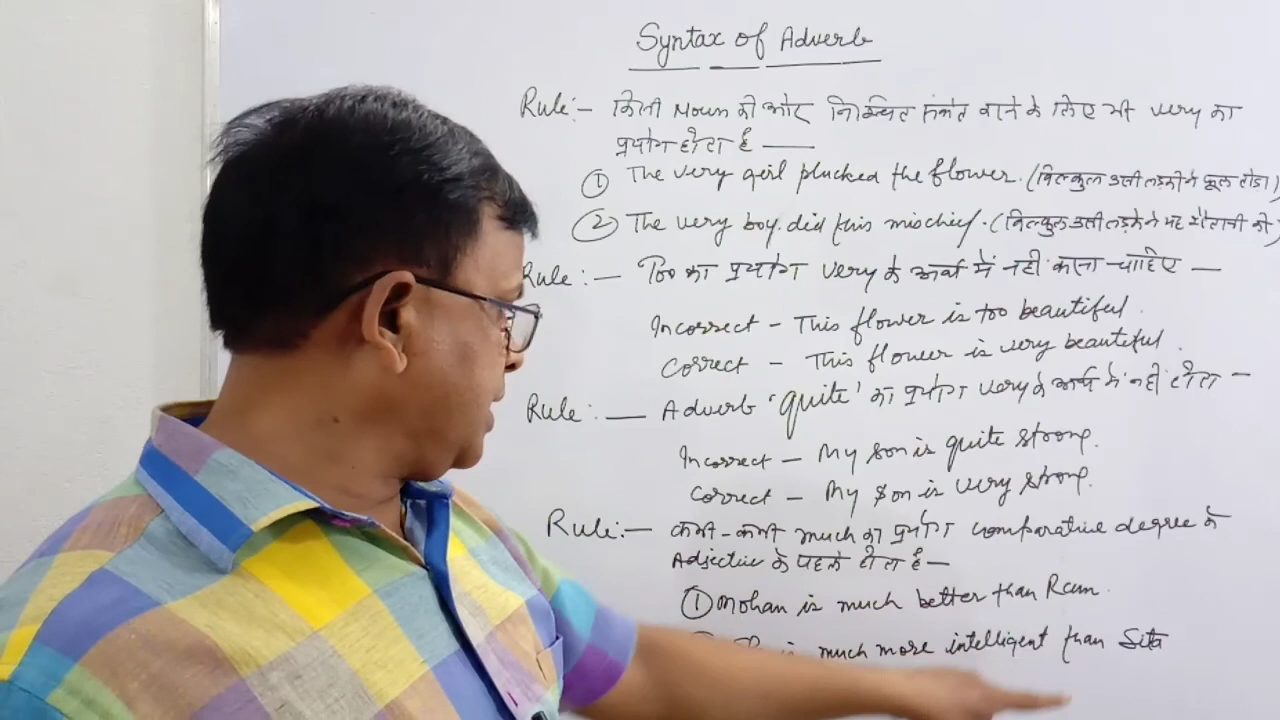 Syntax of Adverb
Rule:- किसी Noun की ओर निश्चित संकेत करने के लिए भी very का
प्रयोग होता है —
① The very girl plucked the flower. (बिल्कुल उसी लड़की ने फूल तोड़ा।)
② The very boy did this mischief. (बिल्कुल उसी लड़के ने यह शैतानी की)
Rule:— Too का प्रयोग very के अर्थ में नहीं करना चाहिए —
Incorrect - This flower is too beautiful.
Correct - This flower is very beautiful.
Rule:— Adverb 'quite' का प्रयोग very के अर्थ में नहीं होता -
Incorrect - My son is quite strong.
Correct - My son is very strong.
Rule:- कभी-कभी much का प्रयोग comparative degree के
Adjective के पहले होता है —
① Mohan is much better than Ram.
is much more intelligent than Sita